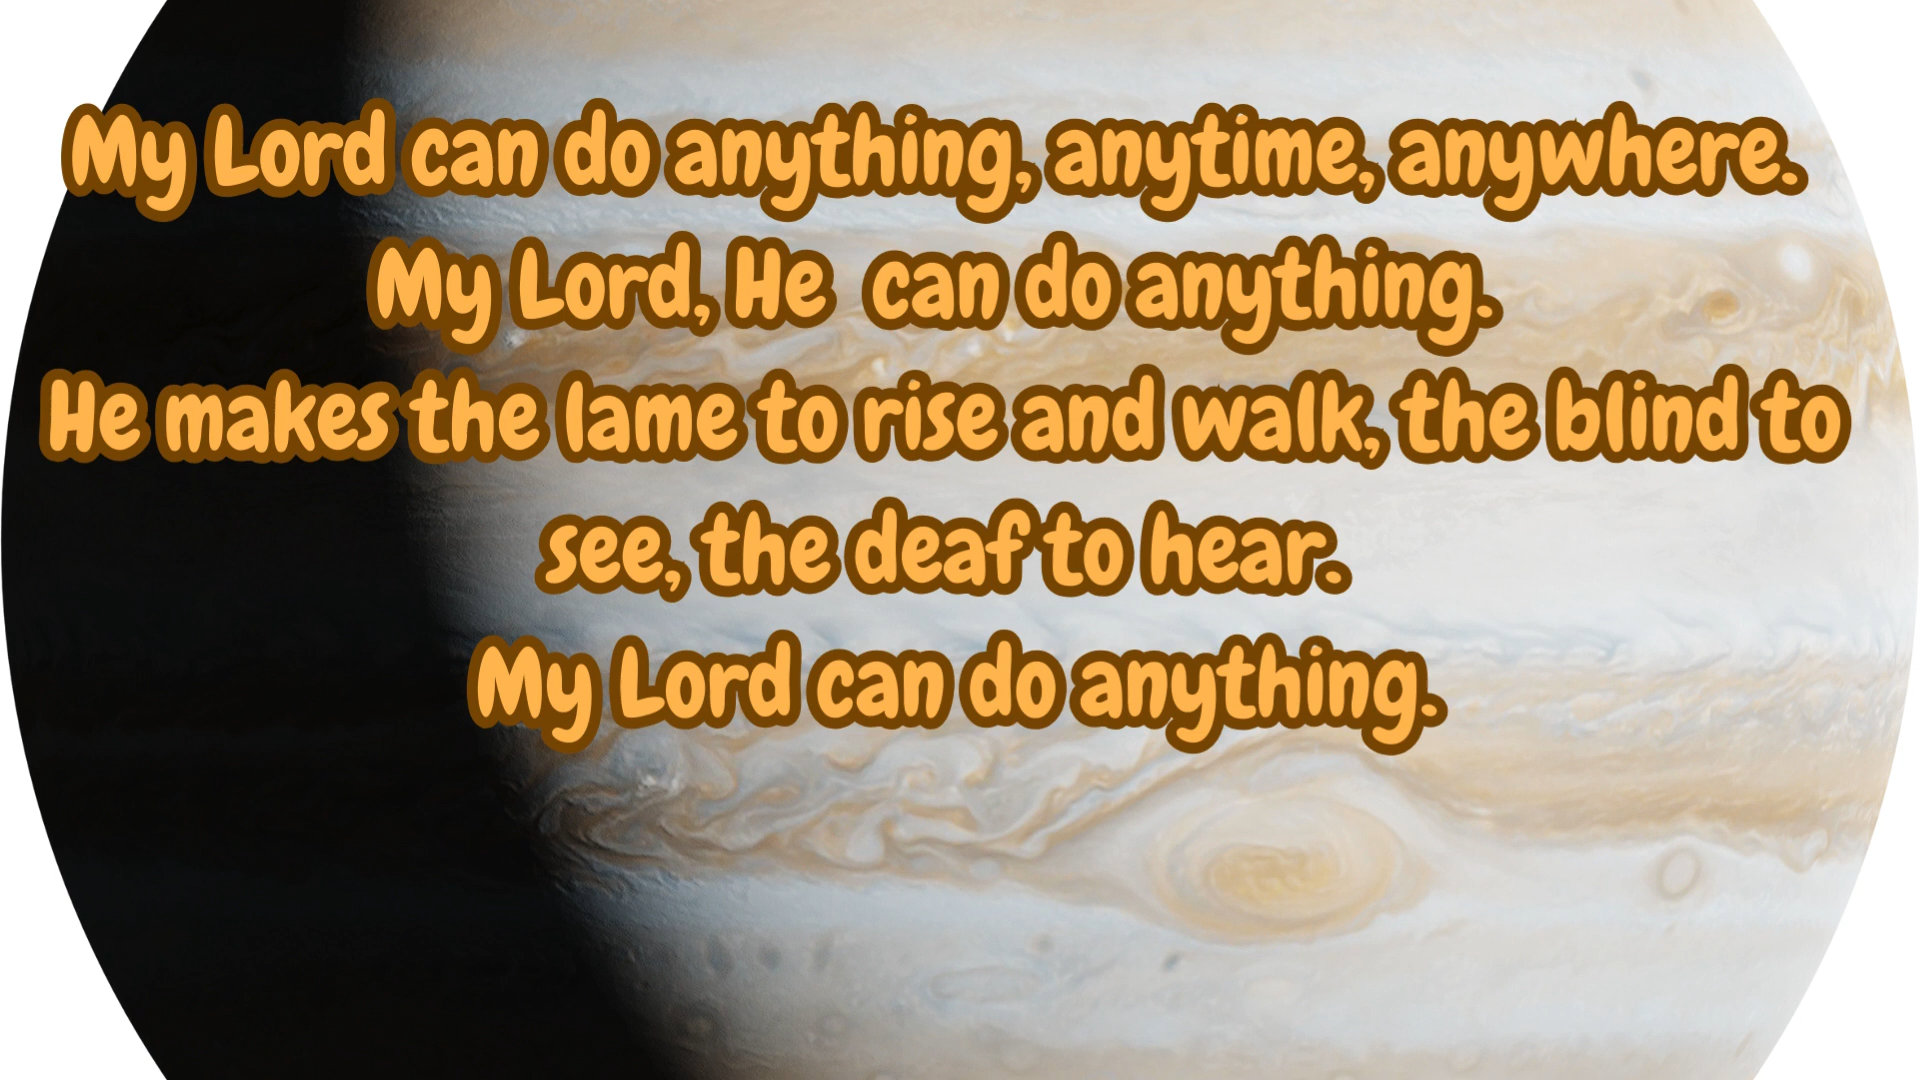 My Lord can do anything, anytime, anywhere.
My Lord, He  can do anything.
He makes the lame to rise and walk, the blind to
see, the deaf to hear.
My Lord can do anything.